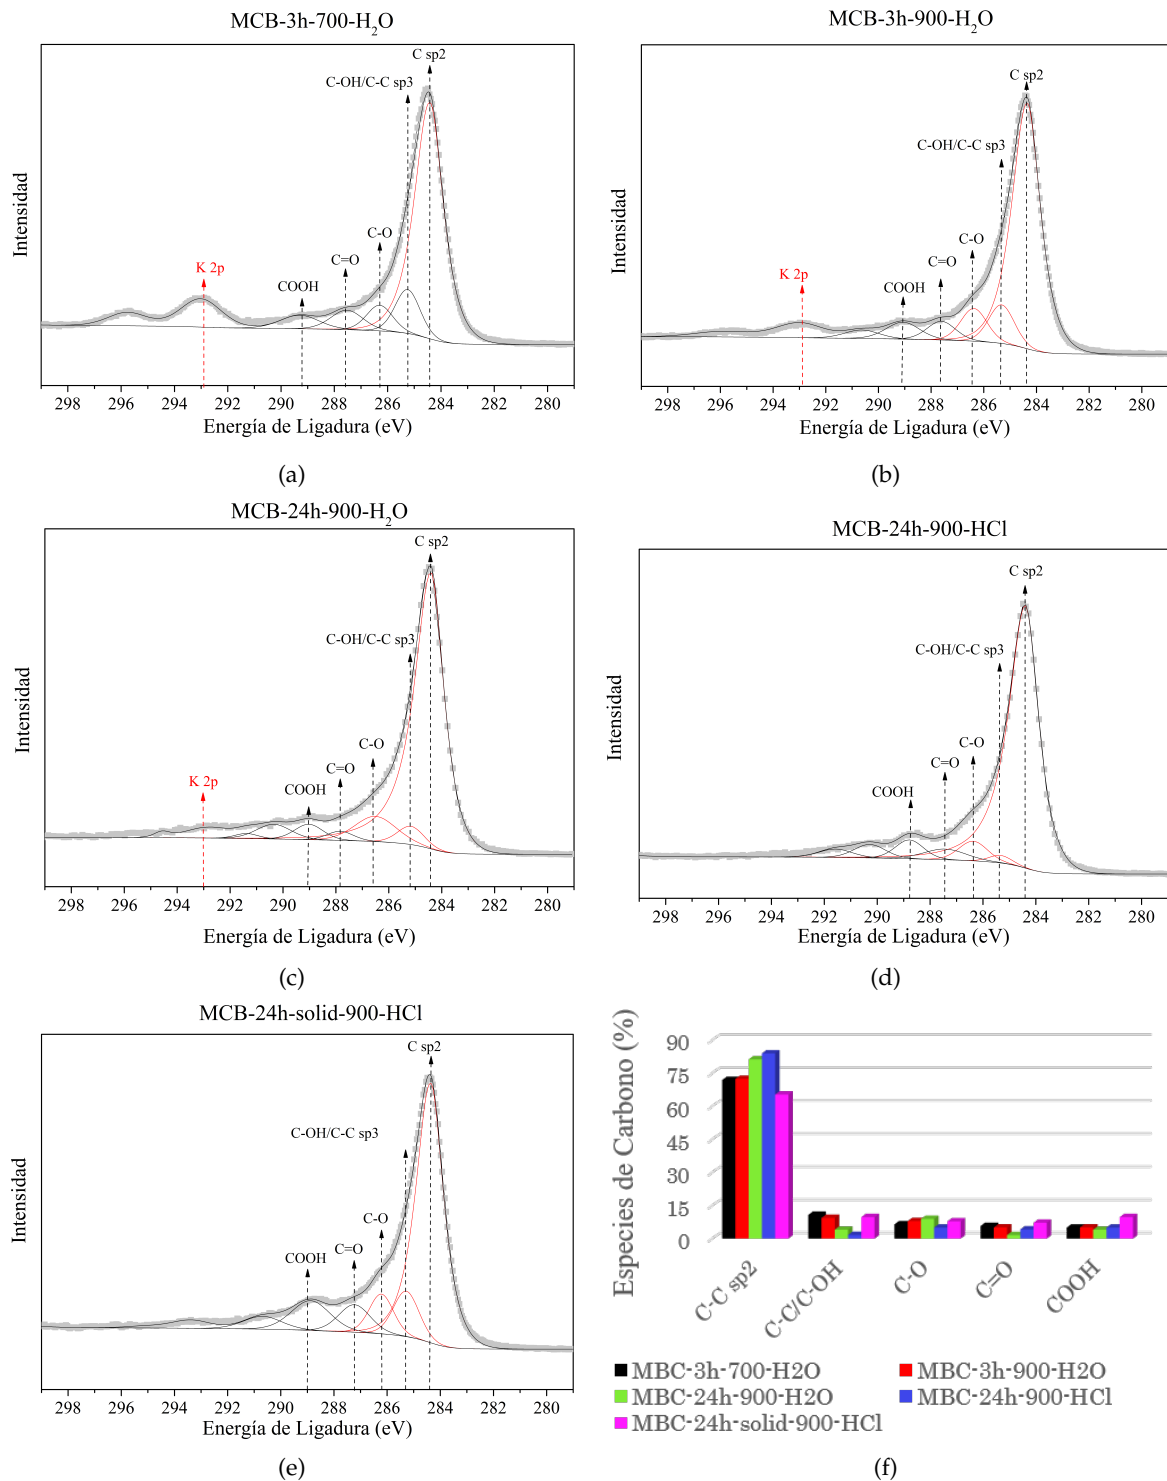 MCB-3h-700-H₂O
C sp2
C-OH/C-C sp3
C-O
C=O
K 2p
COOH
Intensidad
298 296 294 292 290 288 286 284 282 280
Energía de Ligadura (eV)
(a)
MCB-3h-900-H₂O
C sp2
C-OH/C-C sp3
C-O
C=O
K 2p
COOH
Intensidad
298 296 294 292 290 288 286 284 282 280
Energía de Ligadura (eV)
(b)
MCB-24h-900-H₂O
C sp2
C-OH/C-C sp3
C-O
C=O
K 2p
COOH
Intensidad
298 296 294 292 290 288 286 284 282 280
Energía de Ligadura (eV)
(c)
MCB-24h-900-HCl
C sp2
C-OH/C-C sp3
C-O
C=O
COOH
Intensidad
298 296 294 292 290 288 286 284 282 280
Energía de Ligadura (eV)
(d)
MCB-24h-solid-900-HCl
C sp2
C-OH/C-C sp3
C-O
C=O
COOH
Intensidad
298 296 294 292 290 288 286 284 282 280
Energía de Ligadura (eV)
(e)
Especies de Carbono (%)
90
75
60
45
30
15
0
C-C sp2
C-C/C-OH
C-O
C=O
COOH
MBC-3h-700-H2O
MBC-3h-900-H2O
MBC-24h-900-H2O
MBC-24h-900-HCl
MBC-24h-solid-900-HCl
(f)